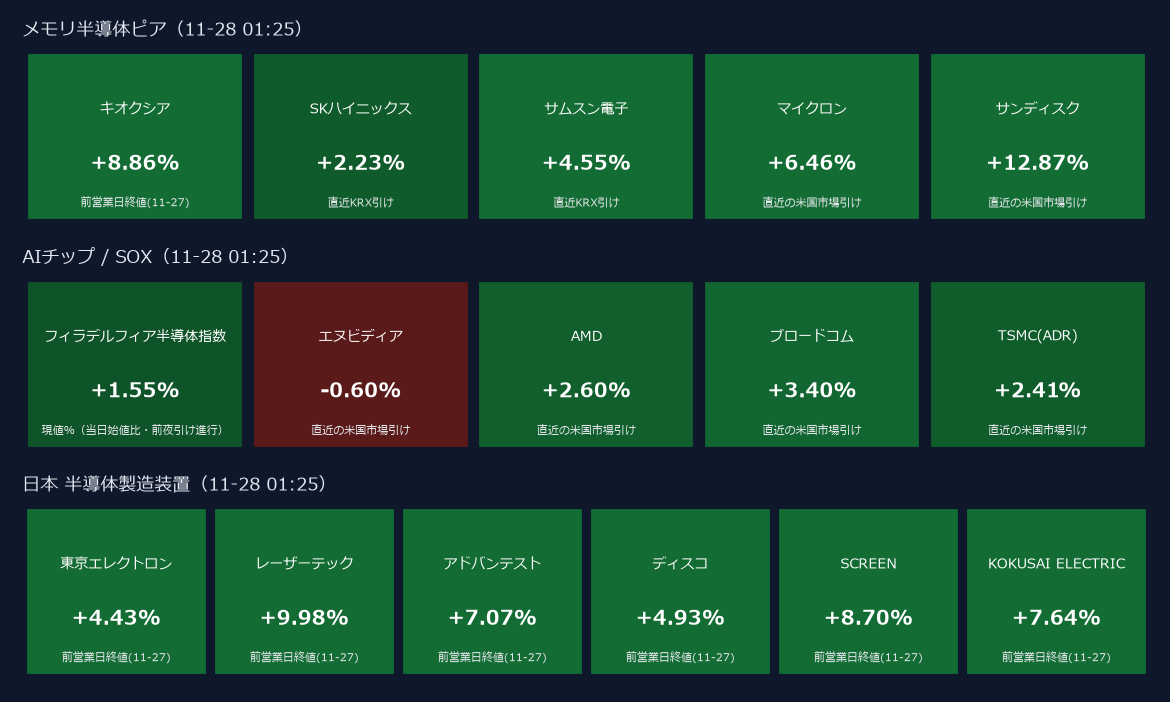 メモリ半導体ピア（11-28 01:25）
キオクシア
+8.86%
前営業日終値(11-27)
SKハイニックス
+2.23%
直近KRX引け
サムスン電子
+4.55%
直近KRX引け
マイクロン
+6.46%
直近の米国市場引け
サンディスク
+12.87%
直近の米国市場引け
AIチップ / SOX（11-28 01:25）
フィラデルフィア半導体指数
+1.55%
現値%（当日始値比・前夜引け進行）
エヌビディア
-0.60%
直近の米国市場引け
AMD
+2.60%
直近の米国市場引け
ブロードコム
+3.40%
直近の米国市場引け
TSMC(ADR)
+2.41%
直近の米国市場引け
日本 半導体製造装置（11-28 01:25）
東京エレクトロン
+4.43%
前営業日終値(11-27)
レーザーテック
+9.98%
前営業日終値(11-27)
アドバンテスト
+7.07%
前営業日終値(11-27)
ディスコ
+4.93%
前営業日終値(11-27)
SCREEN
+8.70%
前営業日終値(11-27)
KOKUSAI ELECTRIC
+7.64%
前営業日終値(11-27)